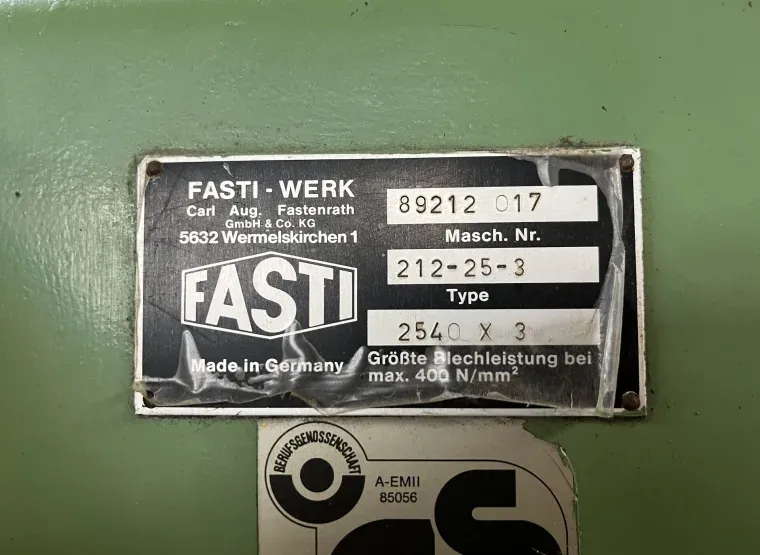 FASTI - WERK
Carl Aug. Fastenrath
GmbH & Co. KG
5632 Wermelskirchen 1
FASTI
Made in Germany
89212 017
Masch. Nr.
212-25-3
Type
2540 X 3
Größte Blechleistung bei
max. 400 N/mm²
BERUFSGENOSSENSCHAFT
A-EMII
85056
GS